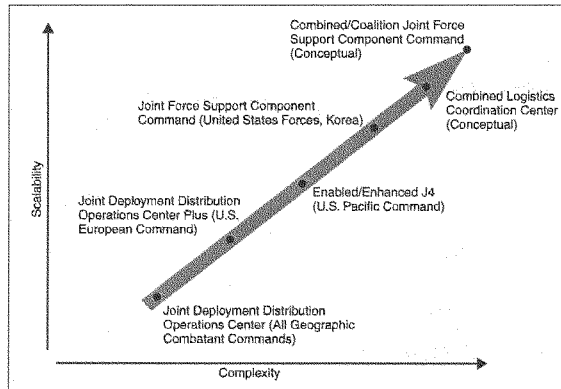 Combined/Coalition Joint Force
Support Component Command
(Conceptual)
Joint Force Support Component
Command (United States Forces, Korea)
Combined Logistics
Coordination Center
(Conceptual)
Joint Deployment Distribution
Operations Center Plus (U.S.
European Command)
Enabled/Enhanced J4
(U.S. Pacific Command)
Joint Deployment Distribution
Operations Center (All Geographic
Combatant Commands)
Scalability
Complexity